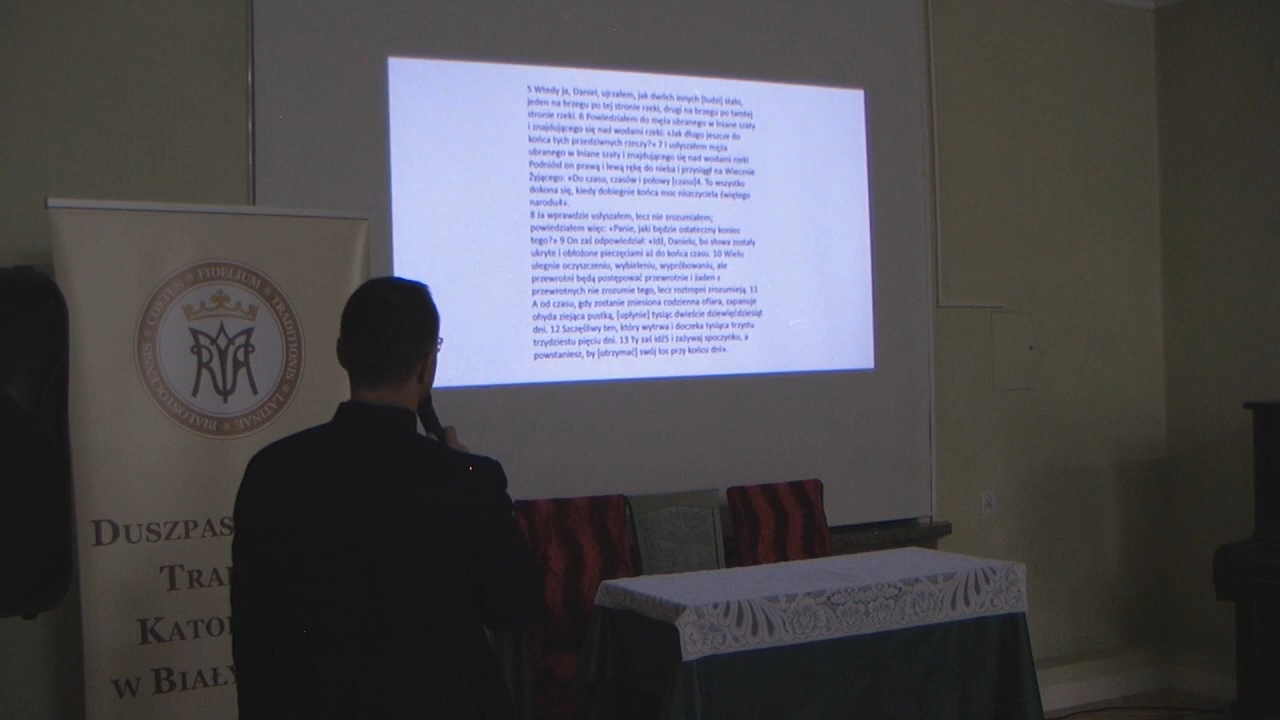 5 Wtedy ja, Daniel, ujrzałem, jak dwóch innych [ludzi] stało,
jeden na brzegu po tej stronie rzeki, drugi na brzegu po tamtej
stronie rzeki. 6 Powiedziałem do męża ubranego w lniane szaty
i znajdującego się nad wodami rzeki: «Jak długo jeszcze do
końca tych przedziwnych rzeczy?» 7 I usłyszałem męża
ubranego w lniane szaty i znajdującego się nad wodami rzeki.
Podniósł on prawą i lewą rękę do nieba i przysiągł na Wiecznie
Żyjącego: «Do czasu, czasów i połowy [czasu]4. To wszystko
dokona się, kiedy dobiegnie końca moc niszczyciela świętego
narodu4».
8 Ja wprawdzie usłyszałem, lecz nie zrozumiałem;
powiedziałem więc: «Panie, jaki będzie ostateczny koniec
tego?» 9 On zaś odpowiedział: «Idź, Danielu, bo słowa zostały
ukryte i obłożone pieczęciami aż do końca czasu. 10 Wielu
ulegnie oczyszczeniu, wybieleniu, wypróbowaniu, ale
przewrotni będą postępować przewrotnie i żaden z
przewrotnych nie zrozumie tego, lecz roztropni zrozumieją. 11
A od czasu, gdy zostanie zniesiona codzienna ofiara, zapanuje
ohyda ziejąca pustką, [upłynie] tysiąc dwieście dziewięćdziesiąt
dni. 12 Szczęśliwy ten, który wytrwa i doczeka tysiąca trzystu
trzydziestu pięciu dni. 13 Ty zaś idź5 i zażywaj spoczynku, a
powstaniesz, by [otrzymać] swój los przy końcu dni».
COETUS FIDELIUM TRADITIONIS LATINAE BIAŁOSTOCIENSIS
DUSZPAS
TRA
KATO
W BIAŁY